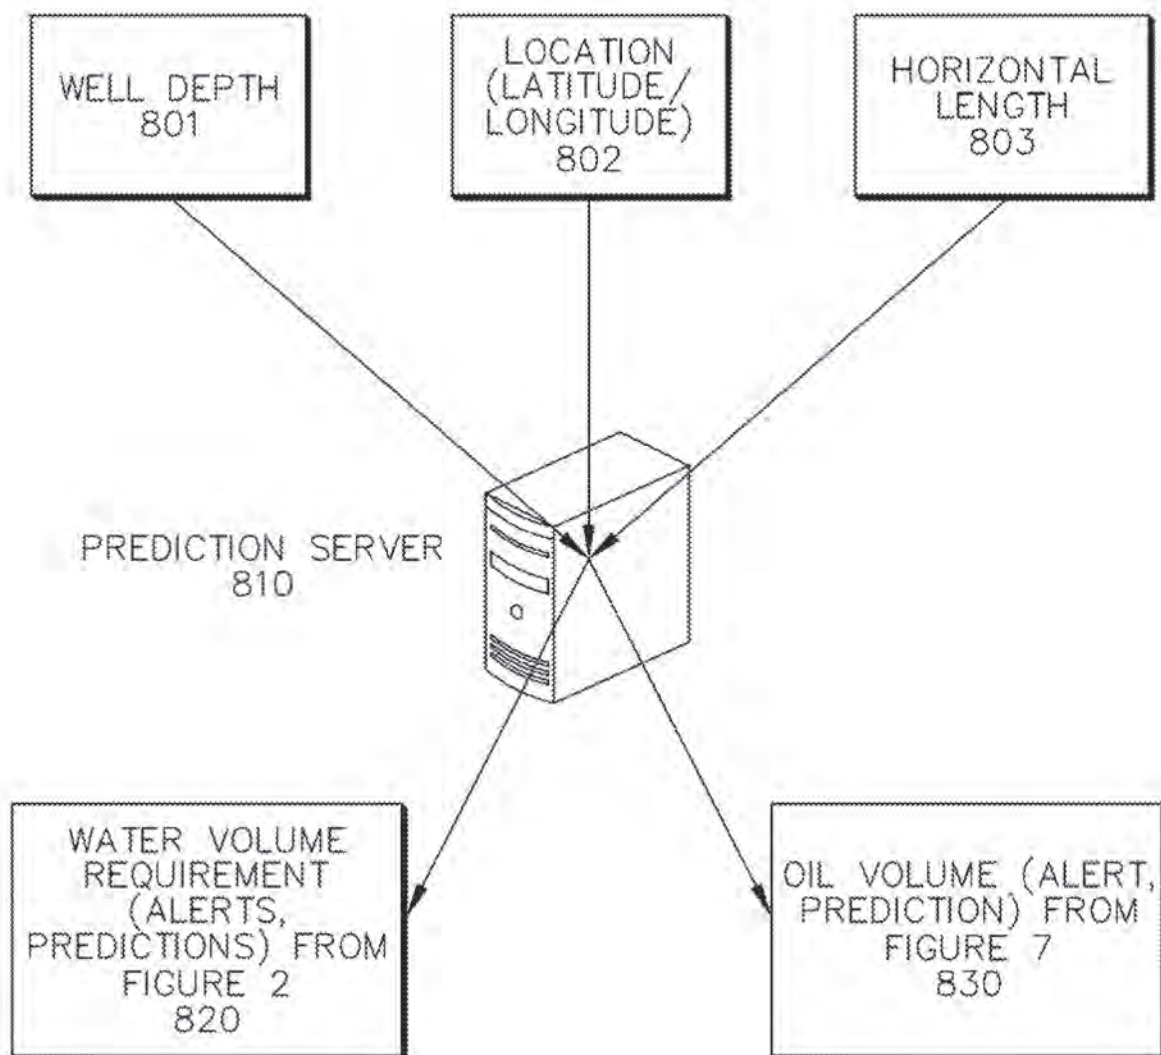 WELL DEPTH
801
LOCATION
(LATITUDE/
LONGITUDE)
802
HORIZONTAL
LENGTH
803
PREDICTION SERVER
810
WATER VOLUME
REQUIREMENT
(ALERTS,
PREDICTIONS) FROM
FIGURE 2
820
OIL VOLUME (ALERT,
PREDICTION) FROM
FIGURE 7
830